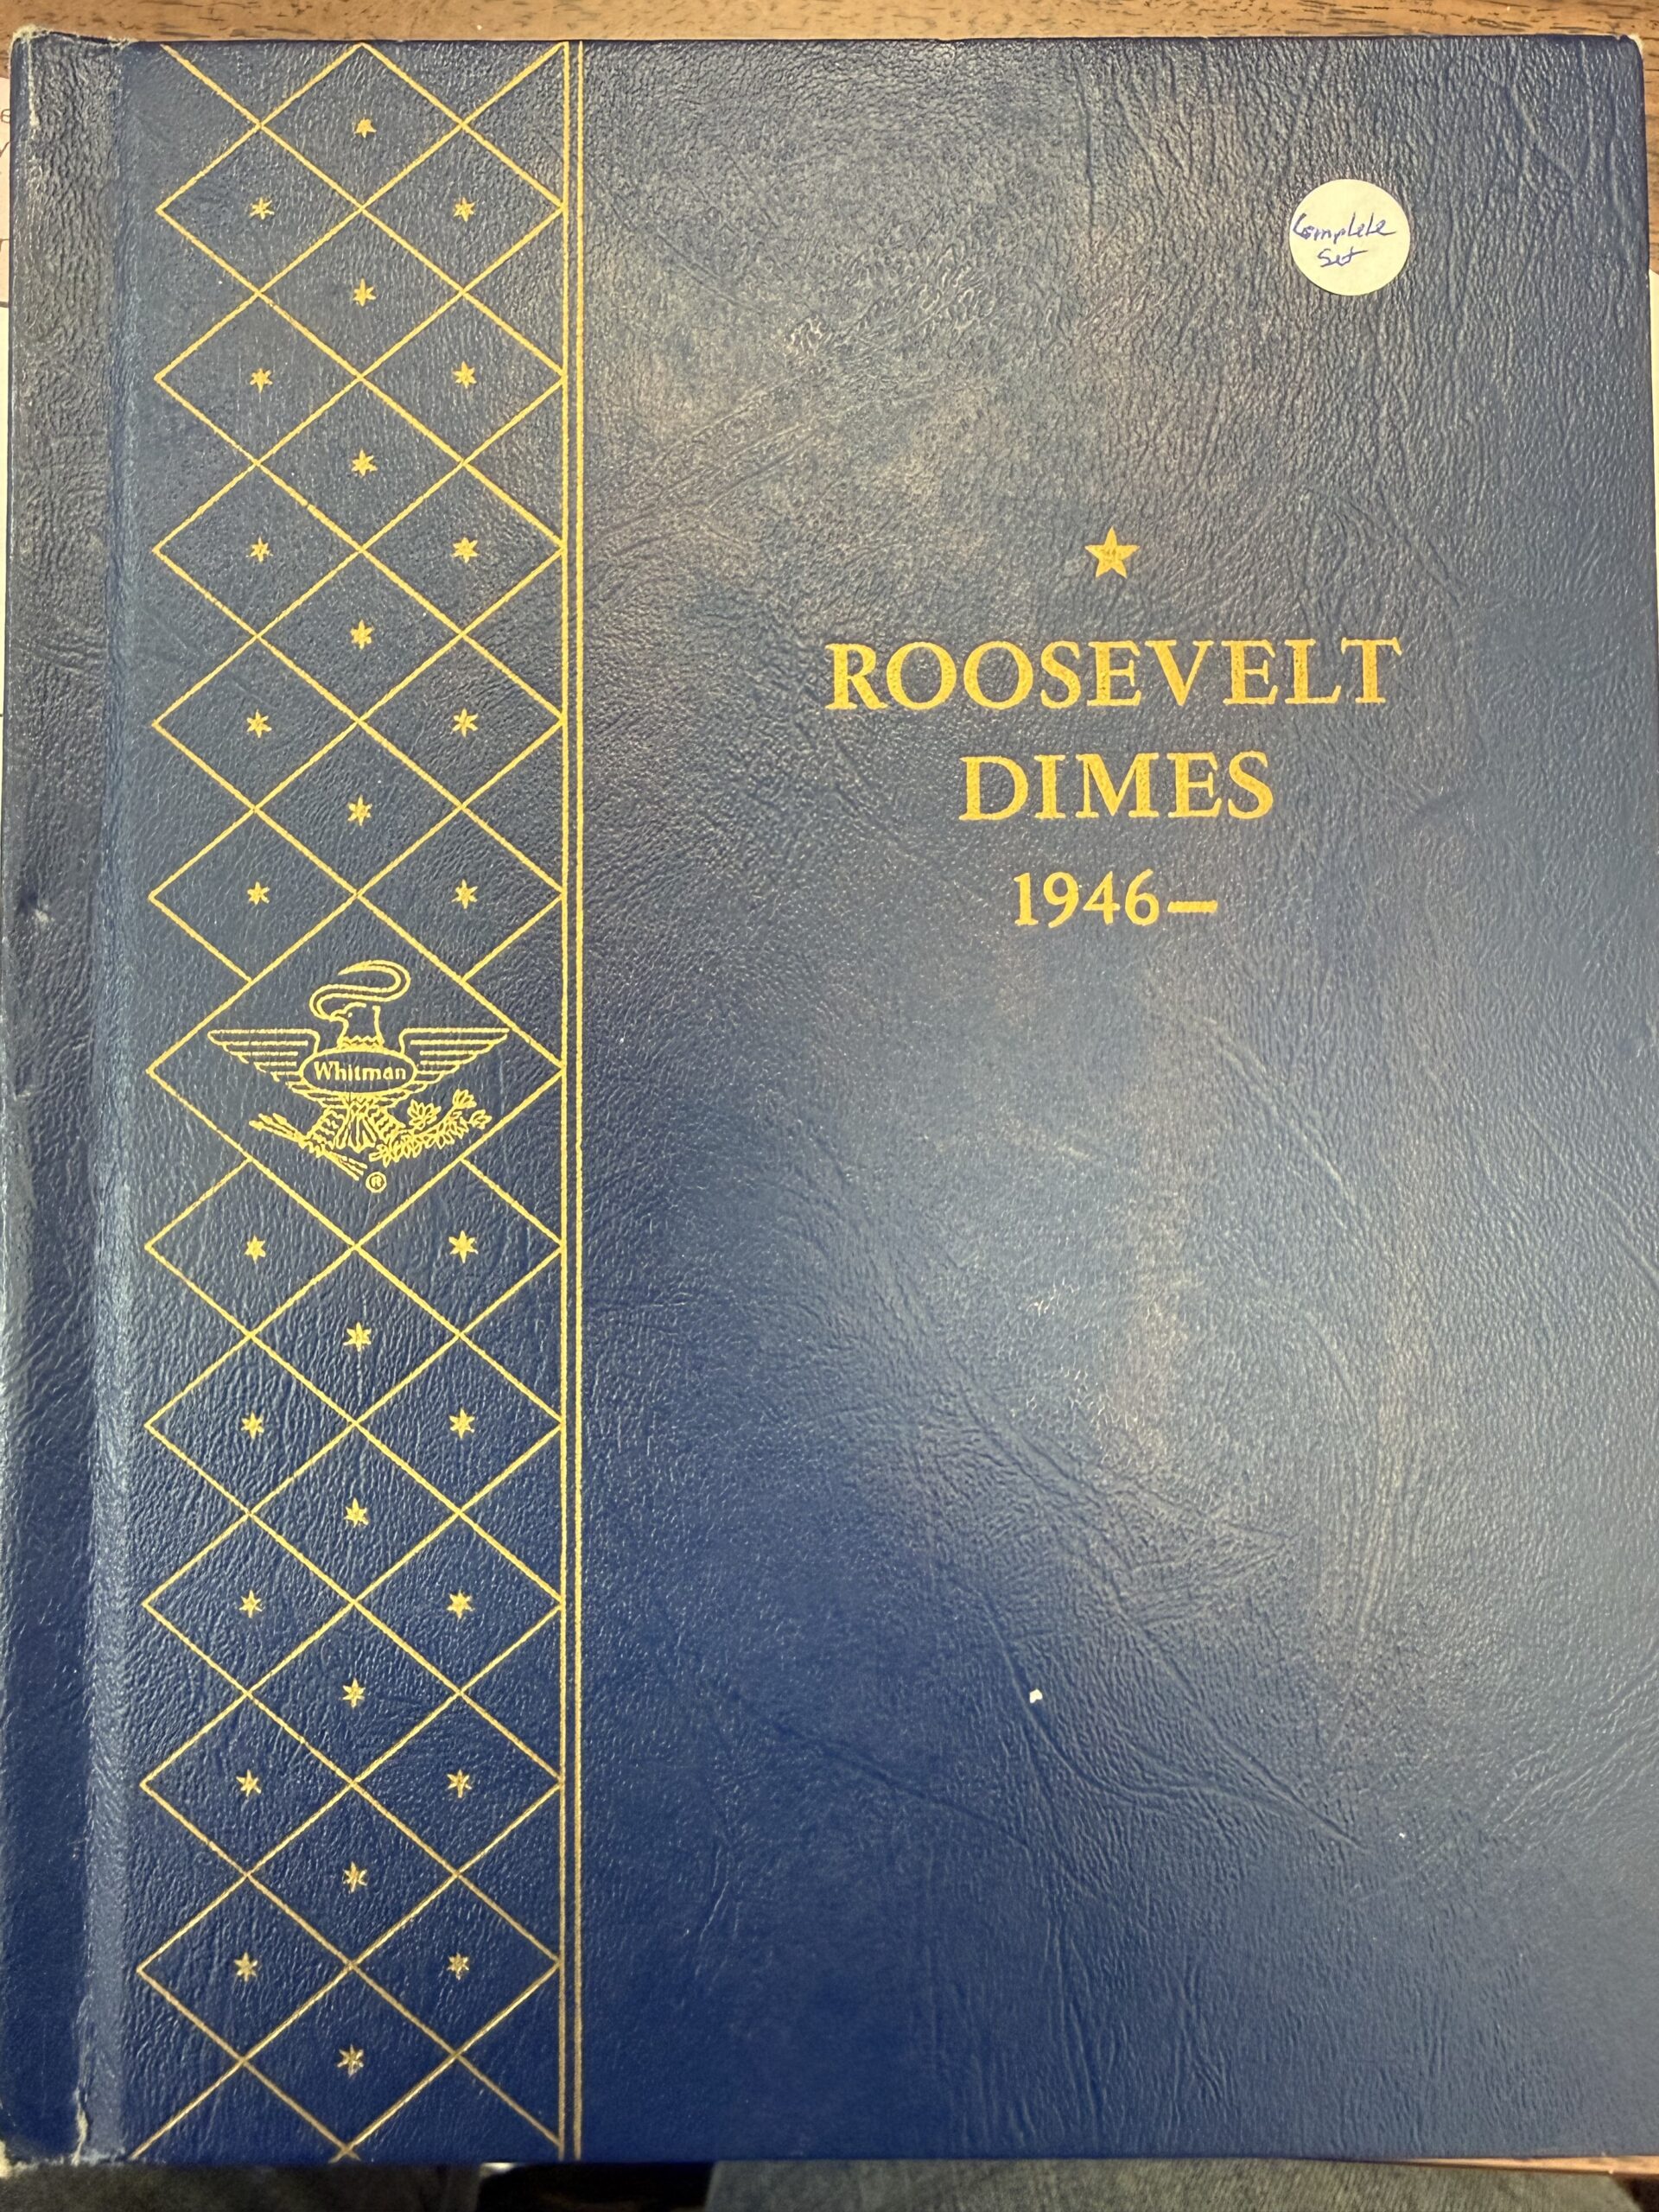 Complete
Set
ROOSEVELT
DIMES
1946–
Whitman
®